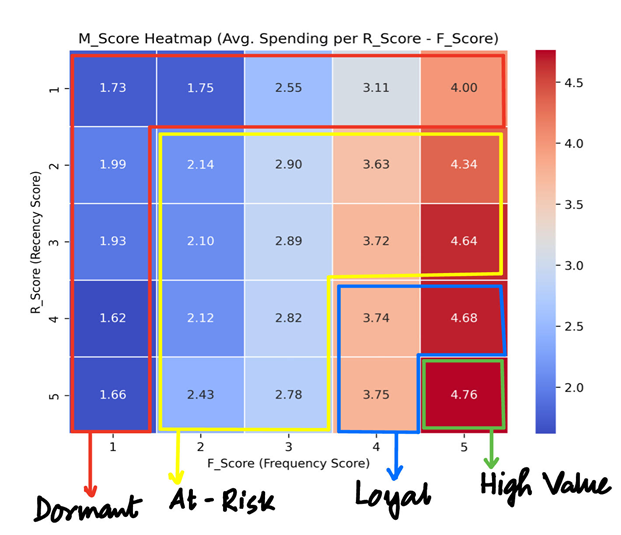 M_Score Heatmap (Avg. Spending per R_Score - F_Score)
R_Score (Recency Score)
1 1.73 1.75 2.55 3.11 4.00
2 1.99 2.14 2.90 3.63 4.34
3 1.93 2.10 2.89 3.72 4.64
4 1.62 2.12 2.82 3.74 4.68
5 1.66 2.43 2.78 3.75 4.76
1 2 3 4 5
F_Score (Frequency Score)
4.5
4.0
3.5
3.0
2.5
2.0
Dormant At-Risk Loyal High Value